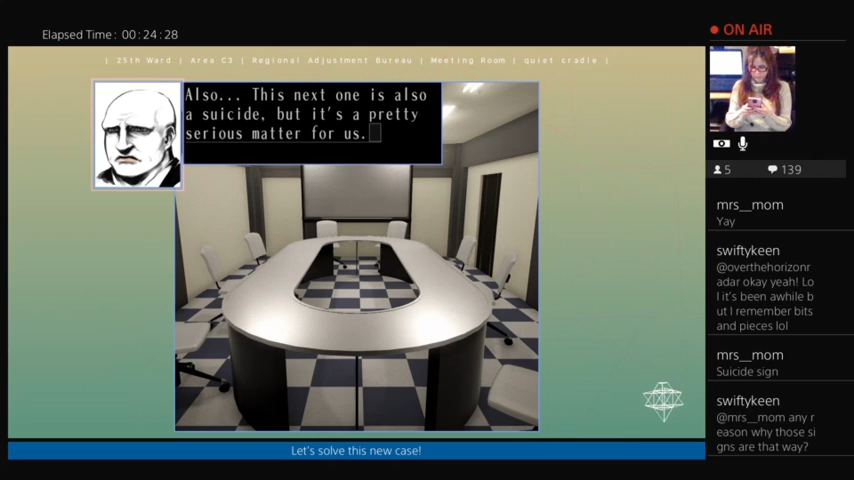 Elapsed Time : 00:24:28
ON AIR
| 25th Ward | Area C3 | Regional Adjustment Bureau | Meeting Room | quiet cradle |
Also... This next one is also
a suicide, but it's a pretty
serious matter for us.
5
139
mrs__mom
Yay
swiftykeen
@overthehorizonr
adar okay yeah! Lo
l it's been awhile b
ut I remember bits
and pieces lol
mrs__mom
Suicide sign
swiftykeen
@mrs__mom any r
eason why those si
gns are that way?
Let's solve this new case!